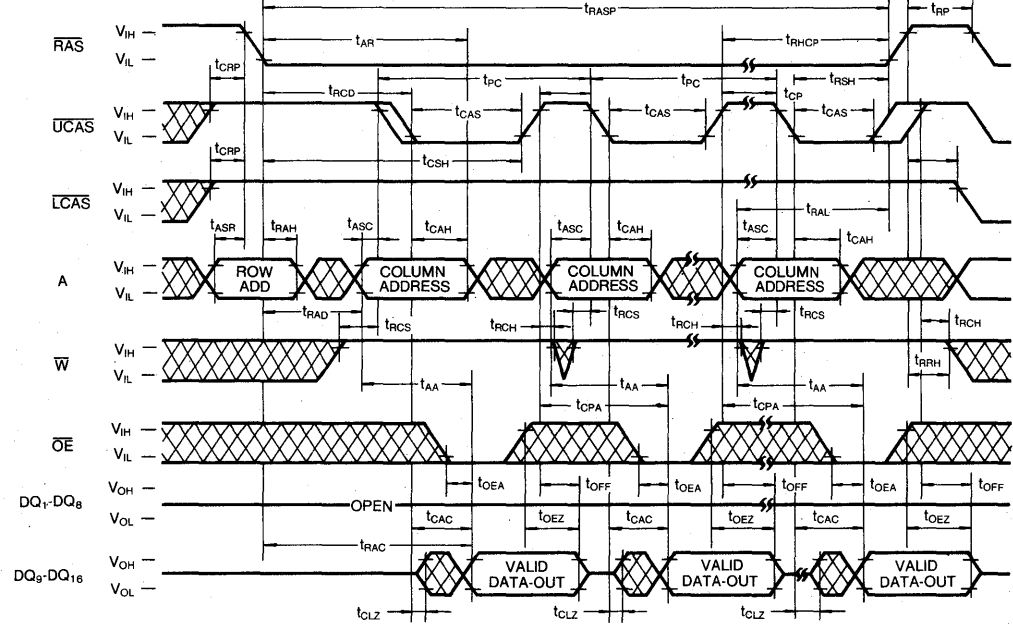 tRASP tRP
RAS VIH tAR tRHCP
VIL
tCRP tPC tPC tRSH
tRCD tCP
UCAS VIH tCAS tCAS tCAS
VIL
tCRP tCSH
LCAS VIH
VIL tRAL
tASR tRAH tASC tCAH tASC tCAH tASC tCAH
A VIH ROW ADD COLUMN ADDRESS COLUMN ADDRESS COLUMN ADDRESS
VIL
tRAD tRCS tRCH tRCS tRCH tRCS tRCH
W VIH
VIL tRRH
tAA tAA tAA
tCPA tCPA
OE VIH
VIL
tOEA tOFF tOEA tOFF tOEA tOFF
DQ1-DQ8 VOH
VOL OPEN
tCAC tOEZ tCAC tOEZ tCAC tOEZ
tRAC
DQ9-DQ16 VOH VALID DATA-OUT VALID DATA-OUT VALID DATA-OUT
VOL
tCLZ tCLZ tCLZ